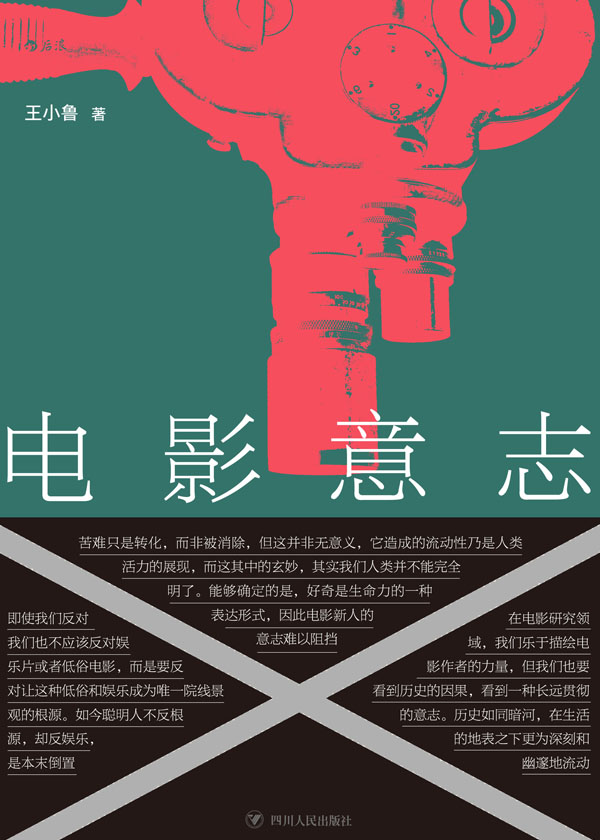 后浪
王小鲁 著
电影意志
苦难只是转化，而非被消除，但这并非无意义，它造成的流动性乃是人类
活力的展现，而这其中的玄妙，其实我们人类并不能完全
明了。能够确定的是，好奇是生命力的一种
表达形式，因此电影新人的
意志难以阻挡
即使我们反对
我们也不应该反对娱
乐片或者低俗电影，而是要反
对让这种低俗和娱乐成为唯一院线景
观的根源。如今聪明人不反根
源，却反娱乐，
是本末倒置
在电影研究领
域，我们乐于描绘电
影作者的力量，但我们也要
看到历史的因果，看到一种长远贯彻
的意志。历史如同暗河，在生活
的地表之下更为深刻和
幽邃地流动
四川人民出版社